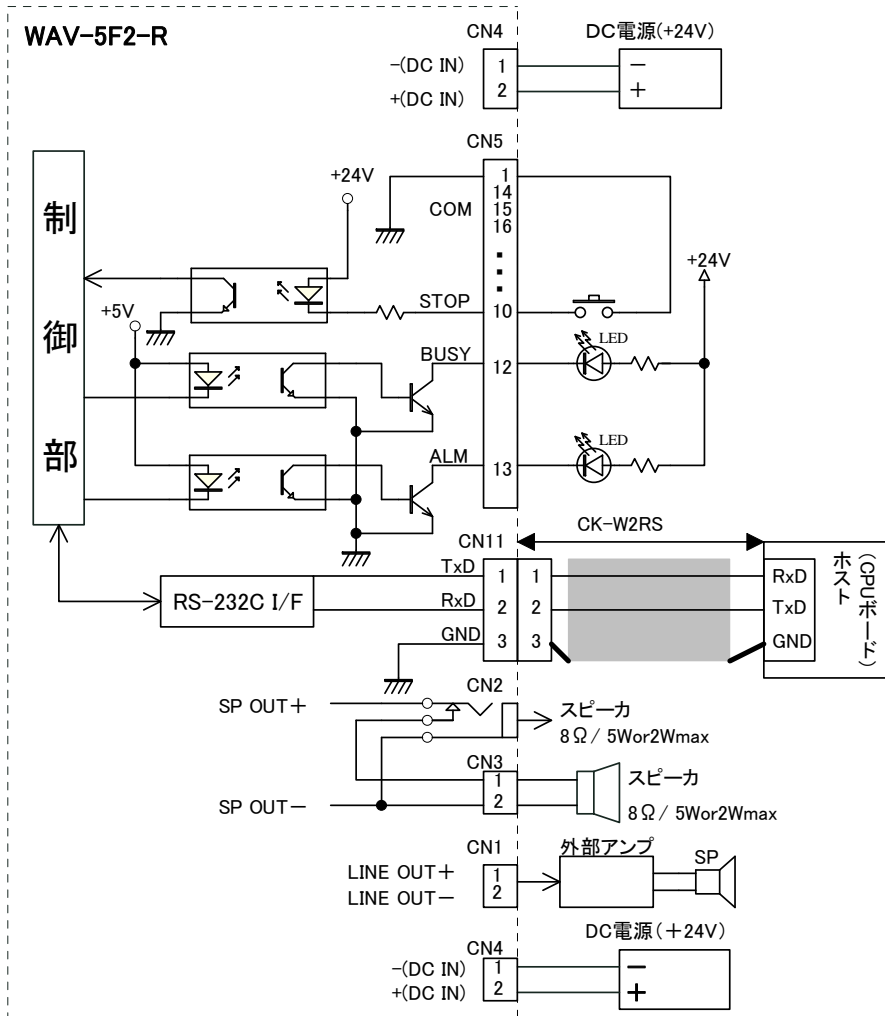 WAV-5F2-R
CN4
DC電源(+24V)
-(DC IN)
1
−
+(DC IN)
2
+
CN5
+24V
1
14
COM
15
16
+24V
制御部
STOP
10
+5V
LED
BUSY
12
LED
ALM
13
CN11
CK-W2RS
TxD
1
1
RxD
RS-232C I/F
RxD
2
2
TxD
GND
3
3
GND
ホスト
(CPUボード)
CN2
SP OUT+
スピーカ
8Ω/ 5Wor2Wmax
CN3
1
スピーカ
SP OUT−
2
8Ω/ 5Wor2Wmax
CN1
外部アンプ
SP
LINE OUT+
1
LINE OUT−
2
DC電源(+24V)
CN4
-(DC IN)
1
−
+(DC IN)
2
+